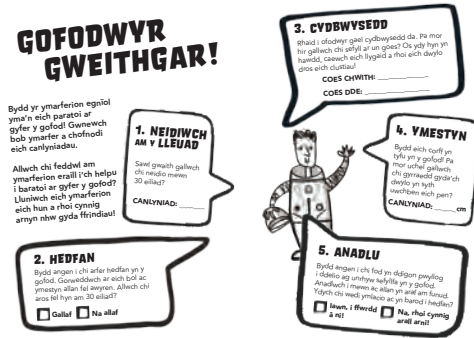 GOFODWYR
GWEITHGAR!
Bydd yr ymarferion egnïol
yma'n eich paratoi ar
gyfer y gofod! Gwnewch
bob ymarfer a chofnodi
eich canlyniadau.
Allwch chi feddwl am
ymarferion eraill i'ch helpu
i baratoi ar gyfer y gofod?
Lluniwch eich ymarferion
eich hun a rhoi cynnig
arnyn nhw gyda ffrindiau!
1. NEIDIWCH
AM Y LLEUAD
Sawl gwaith gallwch
chi neidio mewn
30 eiliad?
CANLYNIAD: ______
2. HEDFAN
Bydd angen i chi arfer hedfan yn y
gofod. Gorweddwch ar eich bol ac
ymestyn allan fel awyren. Allwch chi
aros fel hyn am 30 eiliad?
Gallaf
Na allaf
3. CYDBWYSEDD
Rhaid i ofodwyr gael cydbwysedd da. Pa mor
hir gallwch chi sefyll ar un goes? Os ydy hyn yn
hawdd, caewch eich llygaid a rhoi eich dwylo
dros eich clustiau!
COES CHWITH: ____________
COES DDE: ____________
4. YMESTYN
Bydd eich corff yn
tyfu yn y gofod! Pa
mor uchel gallwch
chi gyrraedd gyda'ch
dwylo yn syth
uwchben eich pen?
CANLYNIAD: ______cm
5. ANADLU
Bydd angen i chi fod yn ddigon pwyllog
i ddelio ag unrhyw sefyllfa yn y gofod.
Anadlwch i mewn ac allan yn araf am funud.
Ydych chi wedi ymlacio ac yn barod i hedfan?
Iawn, i ffwrdd
â ni!
Na, rhoi cynnig
arall arni!